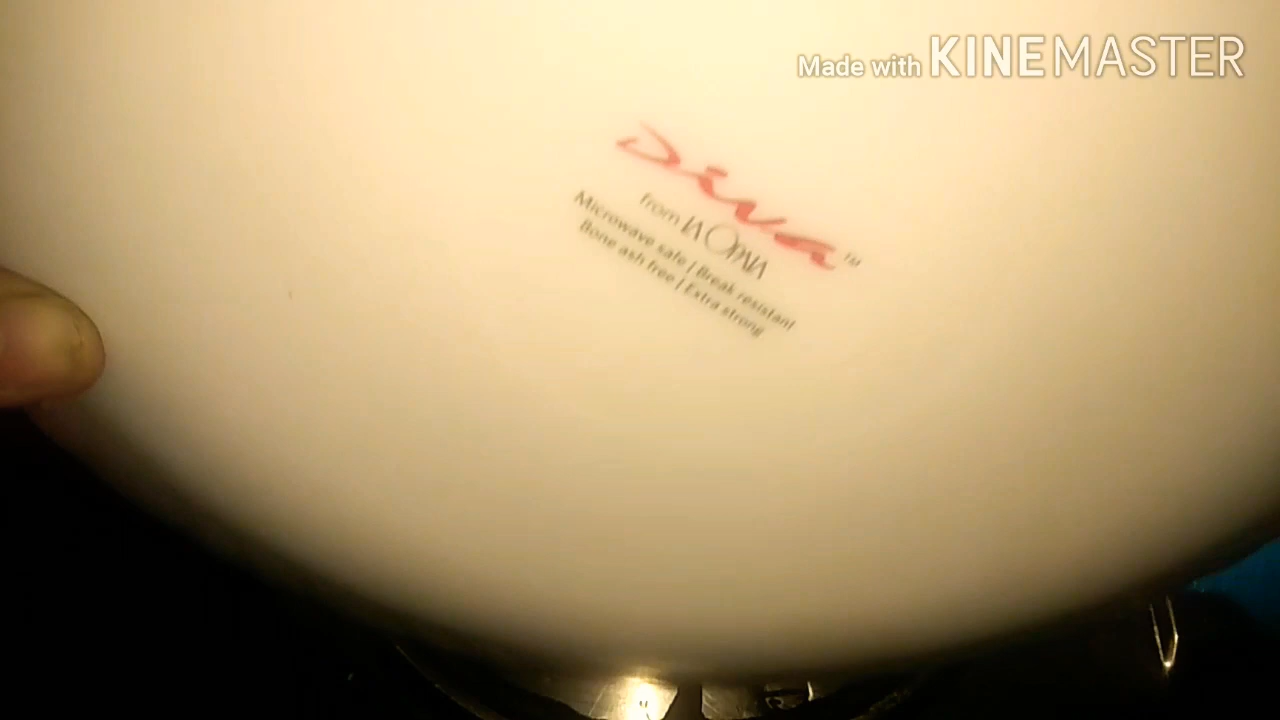 Made with KINEMASTER
Diva™
from LA OPALA
Microwave safe | Break resistant
Bone ash free | Extra strong